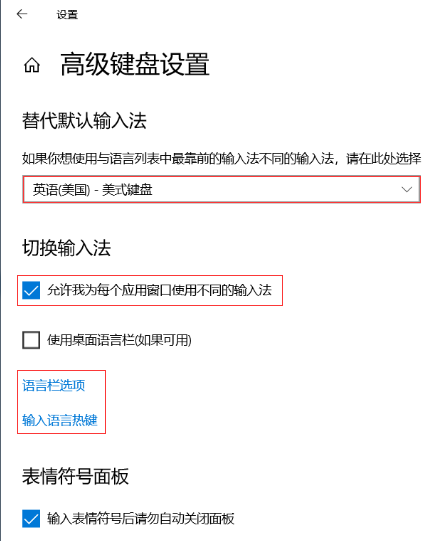 设置
高级键盘设置
替代默认输入法
如果你想使用与语言列表中最靠前的输入法不同的输入法，请在此处选择
英语(美国) - 美式键盘
切换输入法
允许我为每个应用窗口使用不同的输入法
使用桌面语言栏(如果可用)
语言栏选项
输入语言热键
表情符号面板
输入表情符号后请勿自动关闭面板